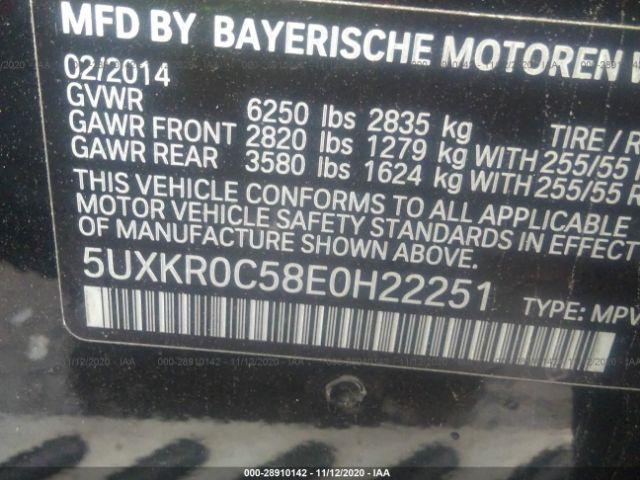 MFD BY BAYERISCHE MOTOREN
02/2014
GVWR 6250 lbs 2835 kg
GAWR FRONT 2820 lbs 1279 kg WITH 255/55
GAWR REAR 3580 lbs 1624 kg WITH 255/55
TIRE / R
THIS VEHICLE CONFORMS TO ALL APPLICABLE
MOTOR VEHICLE SAFETY STANDARDS IN EFFECT
OF MANUFACTURE SHOWN ABOVE.
5UXKR0C58E0H22251
TYPE: MPV
000-28910142 - 11/12/2020 - IAA